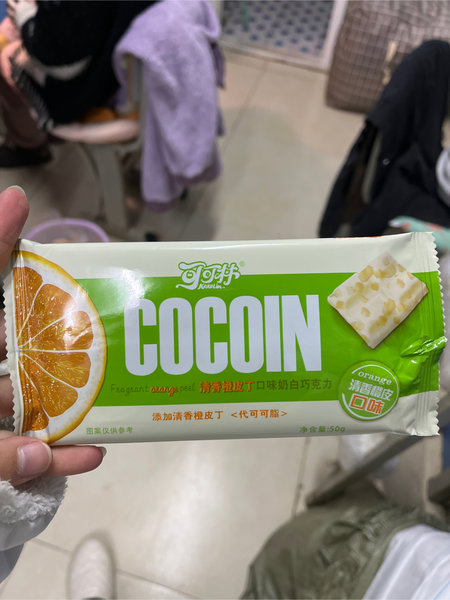 可可林®
KEKELIN
COCOIN
Fragrant orange peel 清香橙皮丁口味奶白巧克力
添加清香橙皮丁 <代可可脂>
图案仅供参考
净含量:50g
orange
清香橙皮
口味